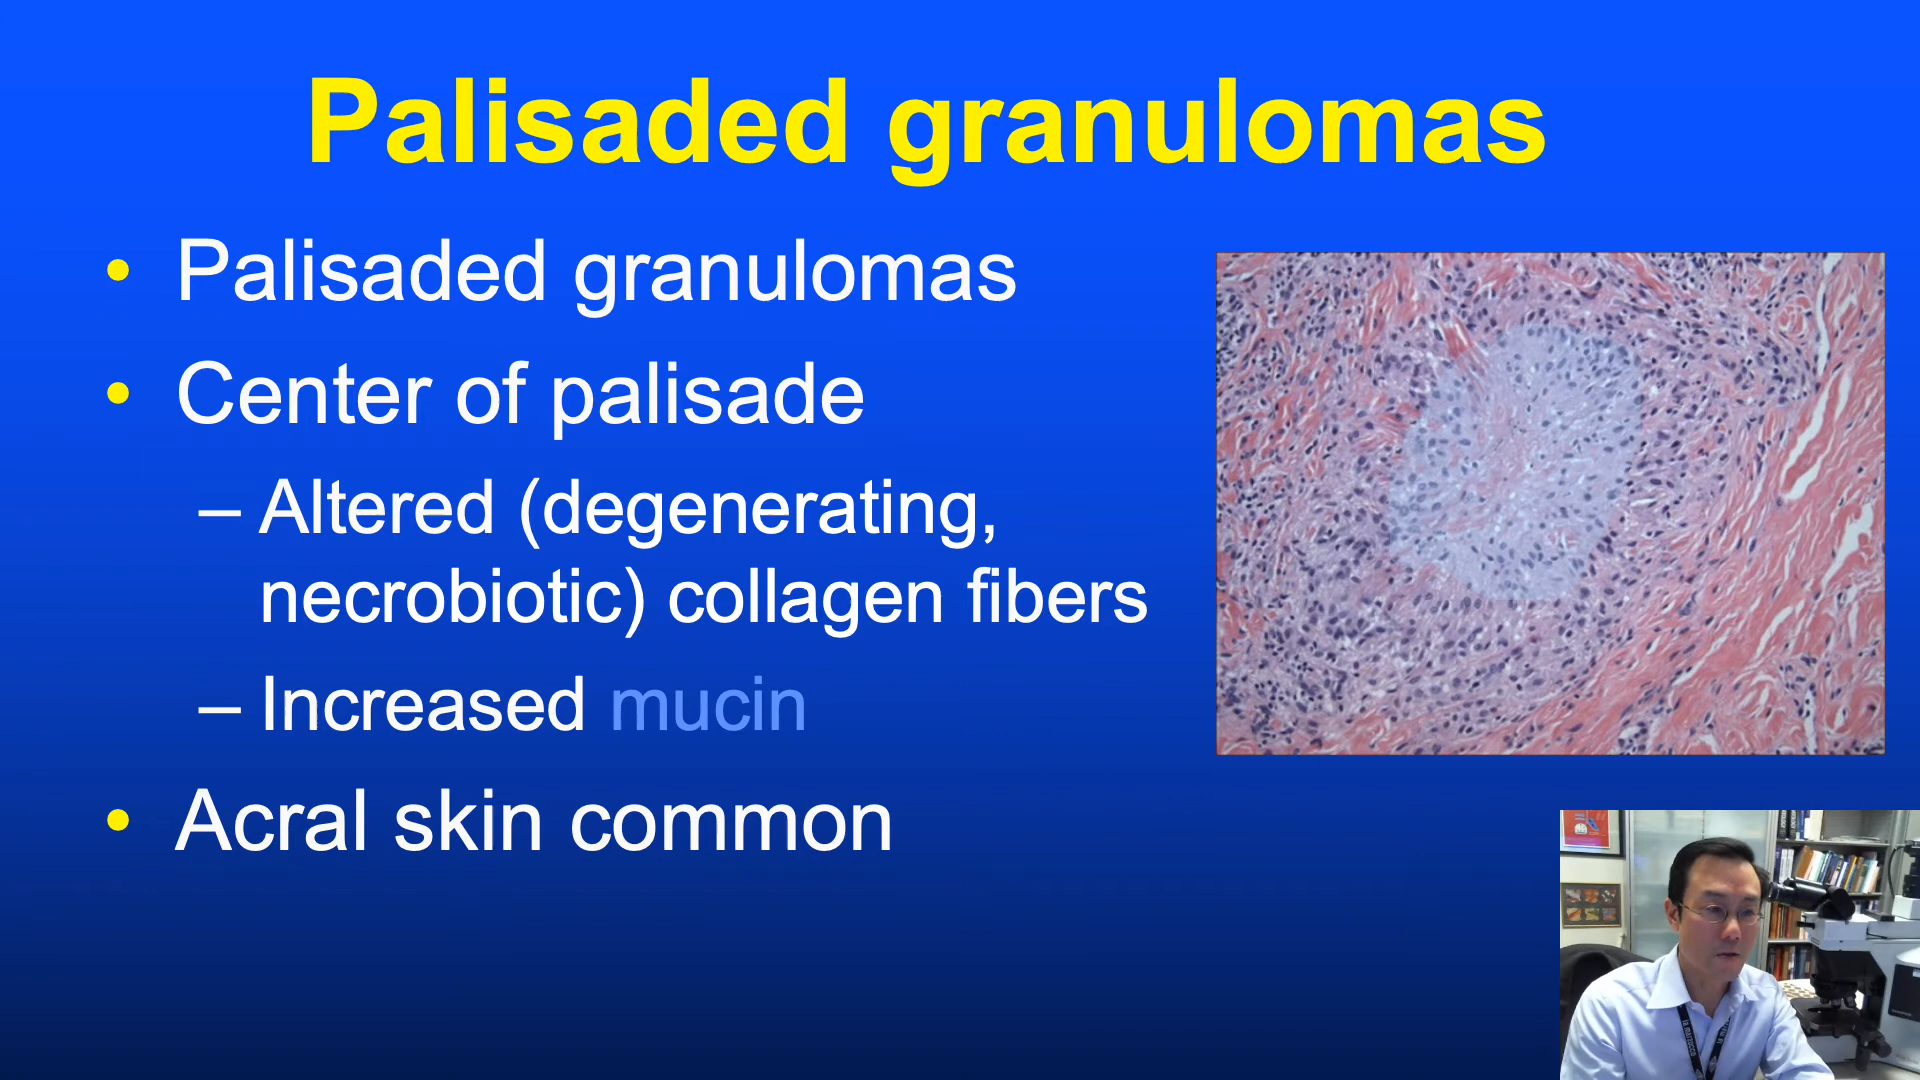 Palisaded granulomas
• Palisaded granulomas
• Center of palisade
– Altered (degenerating,
necrobiotic) collagen fibers
– Increased mucin
• Acral skin common